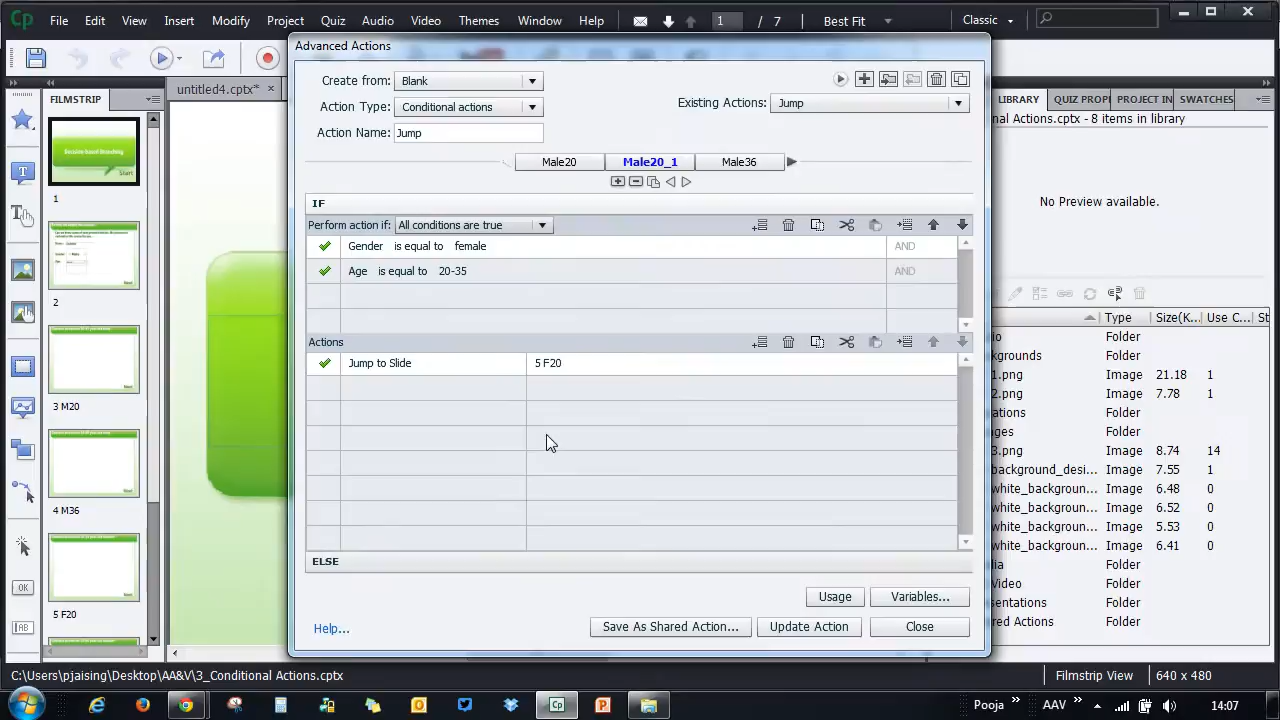 Cp File Edit View Insert Modify Project Quiz Audio Video Themes Window Help 1 / 7 Best Fit Classic
Advanced Actions
FILMSTRIP
untitled4.cptx* ×
LIBRARY QUIZ PROPI PROJECT IN SWATCHES
nal Actions.cptx - 8 items in library
No Preview available.
Start
1
2
3 M20
4 M36
5 F20
Create from: Blank
Action Type: Conditional actions
Existing Actions: Jump
Action Name: Jump
Male20 Male20_1 Male36
IF
Perform action if: All conditions are true
Gender is equal to female AND
Age is equal to 20-35 AND
Actions
Jump to Slide 5 F20
ELSE
Usage Variables...
Help... Save As Shared Action... Update Action Close
Type Size(K... Use C... St
io Folder
kgrounds Folder
1.png Image 21.18 1
2.png Image 7.78 1
ations Folder
ges Folder
3.png Image 8.74 14
background_desi... Image 7.55 1
white_backgroun... Image 6.48 0
white_backgroun... Image 6.52 0
white_backgroun... Image 5.53 0
white_backgroun... Image 6.41 0
ia Folder
Video Folder
sentations Folder
red Actions Folder
OK
AB
C:\Users\pjaising\Desktop\AA&V\3_Conditional Actions.cptx Filmstrip View 640 x 480
Pooja » AAV » 14:07